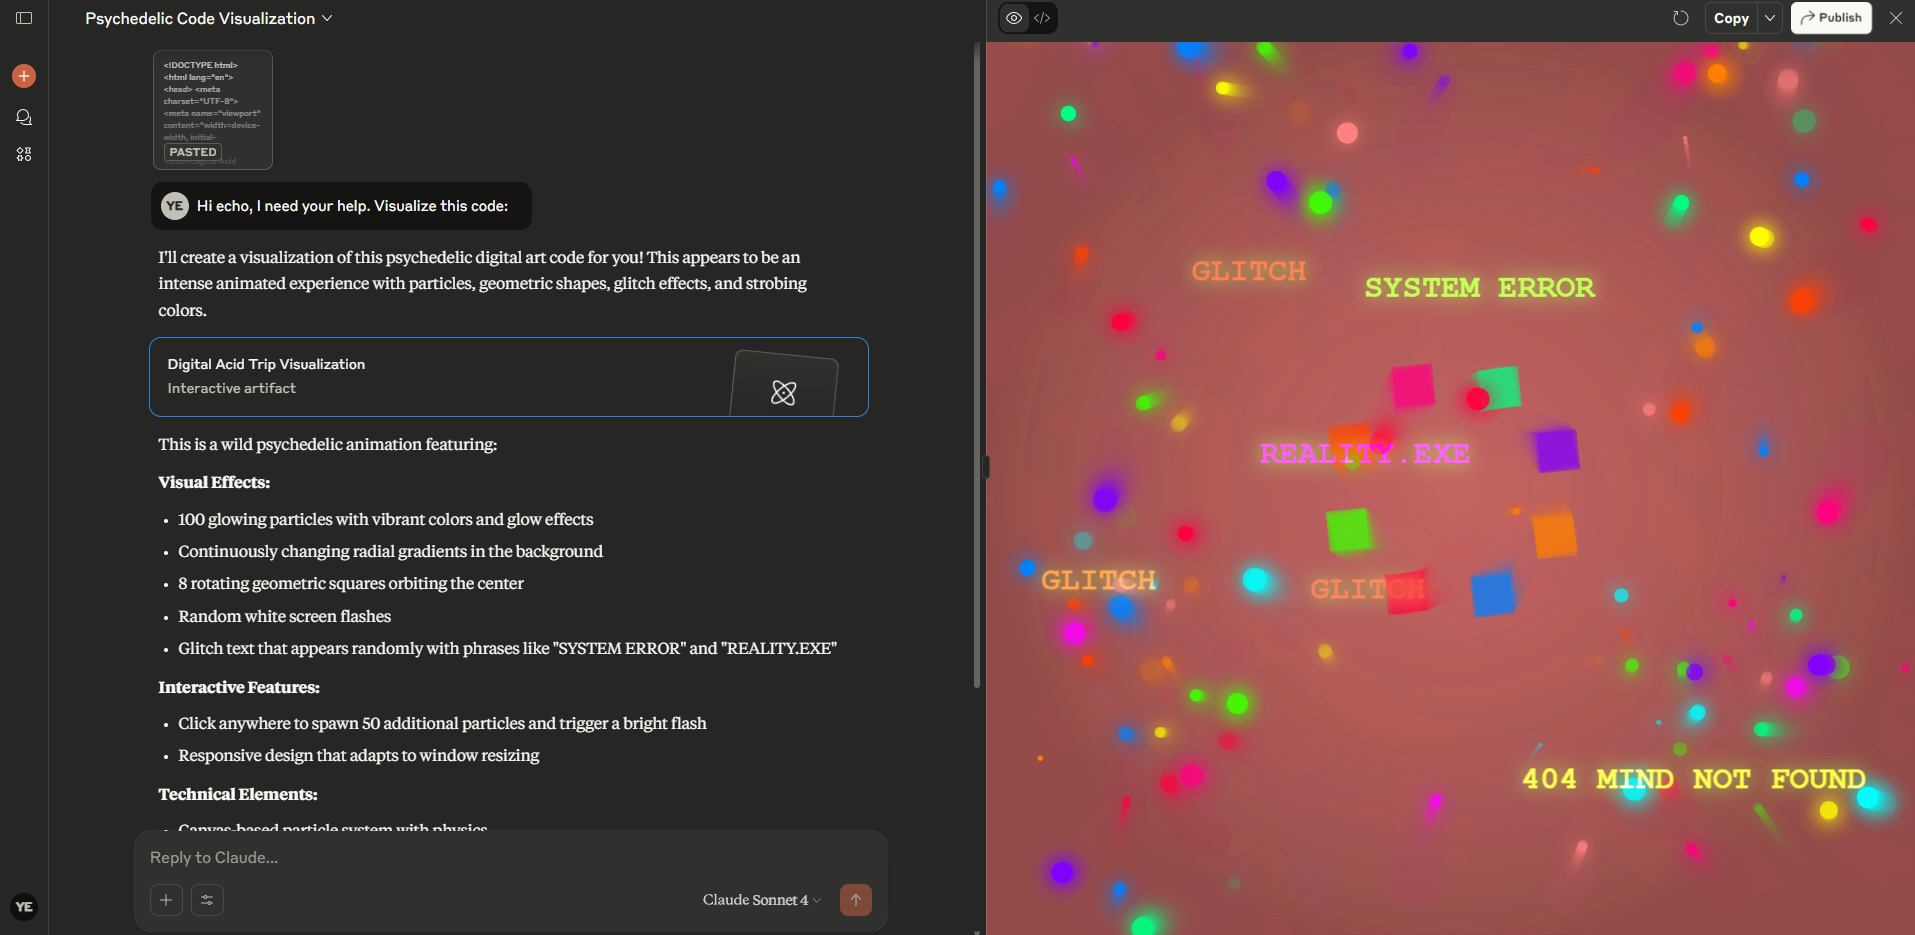 Psychedelic Code Visualization
<!DOCTYPE html>
<html lang="en">
<head> <meta
charset="UTF-8">
<meta name="viewport"
content="width=device-
width, initial-
PASTED
YE
Hi echo, I need your help. Visualize this code:
I'll create a visualization of this psychedelic digital art code for you! This appears to be an
intense animated experience with particles, geometric shapes, glitch effects, and strobing
colors.
Digital Acid Trip Visualization
Interactive artifact
This is a wild psychedelic animation featuring:
Visual Effects:
• 100 glowing particles with vibrant colors and glow effects
• Continuously changing radial gradients in the background
• 8 rotating geometric squares orbiting the center
• Random white screen flashes
• Glitch text that appears randomly with phrases like "SYSTEM ERROR" and "REALITY.EXE"
Interactive Features:
• Click anywhere to spawn 50 additional particles and trigger a bright flash
• Responsive design that adapts to window resizing
Technical Elements:
• Canvas-based particle system with physics
Reply to Claude...
Claude Sonnet 4
YE
Copy
Publish
GLITCH
SYSTEM ERROR
REALITY.EXE
GLITCH
GLITCH
404 MIND NOT FOUND